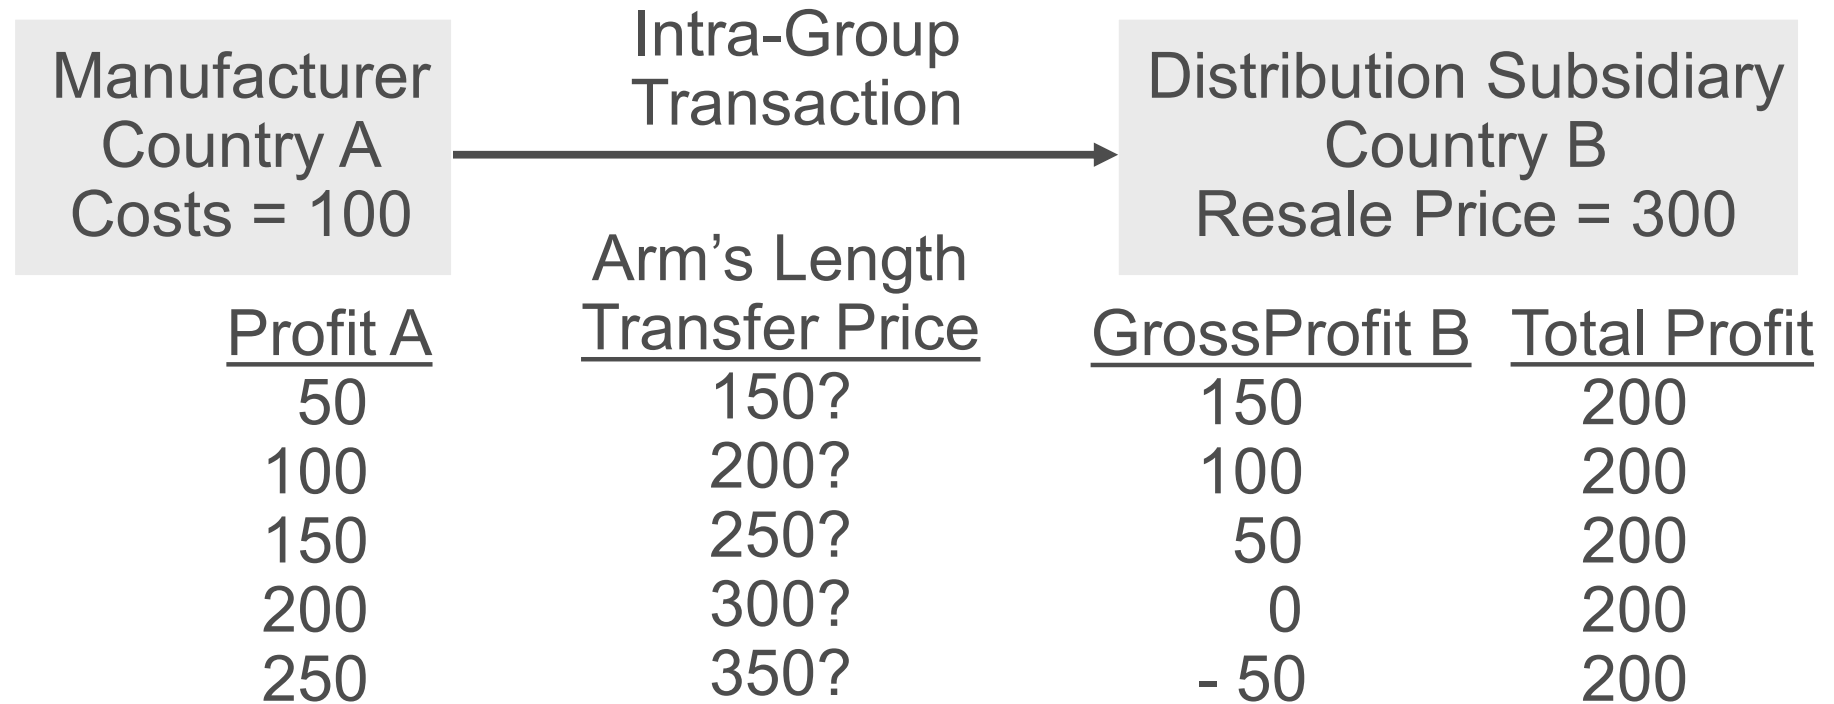 Manufacturer
Country A
Costs = 100
Intra-Group
Transaction
Distribution Subsidiary
Country B
Resale Price = 300
Arm’s Length
Profit A Transfer Price GrossProfit B Total Profit
50 150? 150 200
100 200? 100 200
150 250? 50 200
200 300? 0 200
250 350? - 50 200